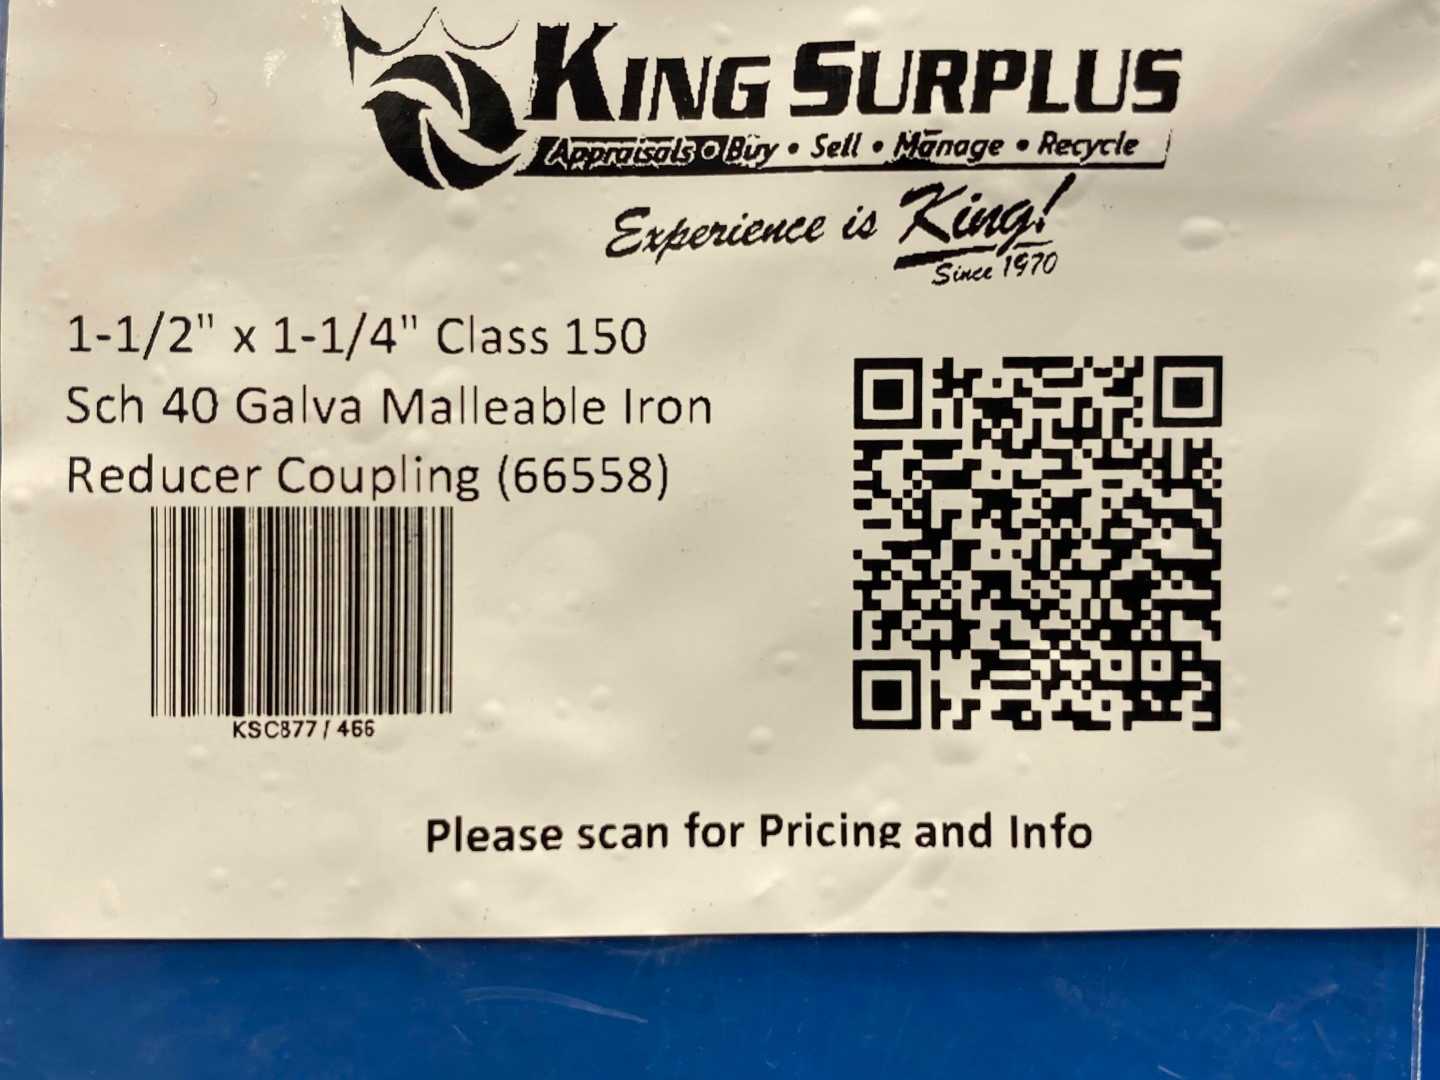 KING SURPLUS
Appraisals • Buy • Sell • Manage • Recycle
Experience is King!
Since 1970
1-1/2" x 1-1/4" Class 150
Sch 40 Galva Malleable Iron
Reducer Coupling (66558)
KSC877/466
Please scan for Pricing and Info